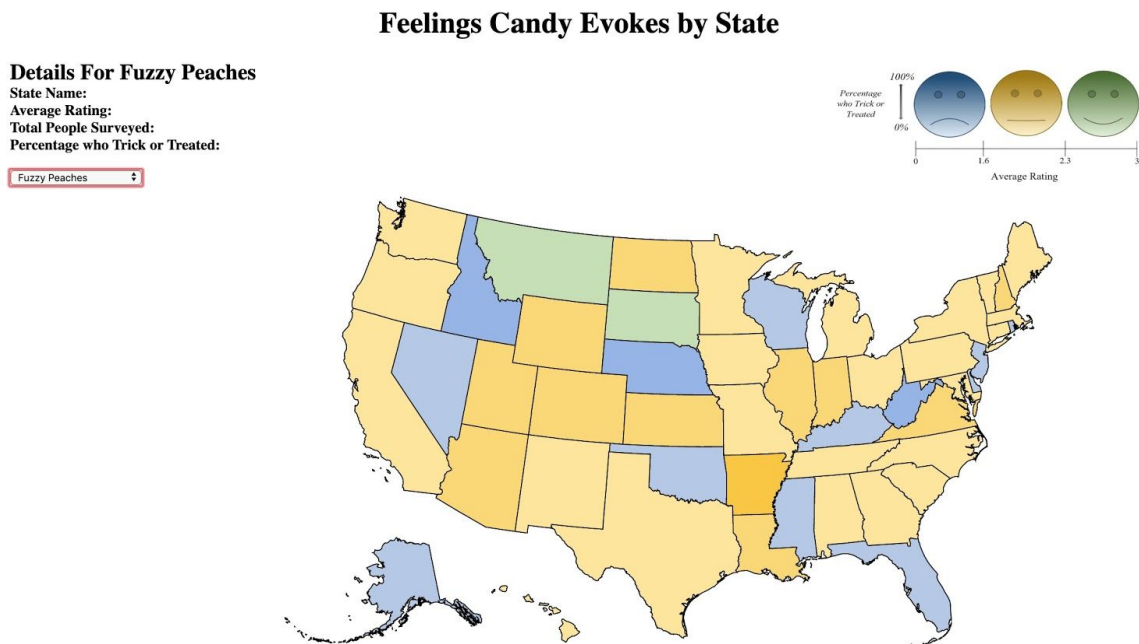 Feelings Candy Evokes by State
Details For Fuzzy Peaches
State Name:
Average Rating:
Total People Surveyed:
Percentage who Trick or Treated:
Fuzzy Peaches
100%
Percentage
who Trick or
Treated
0%
0 1.6 2.3 3
Average Rating